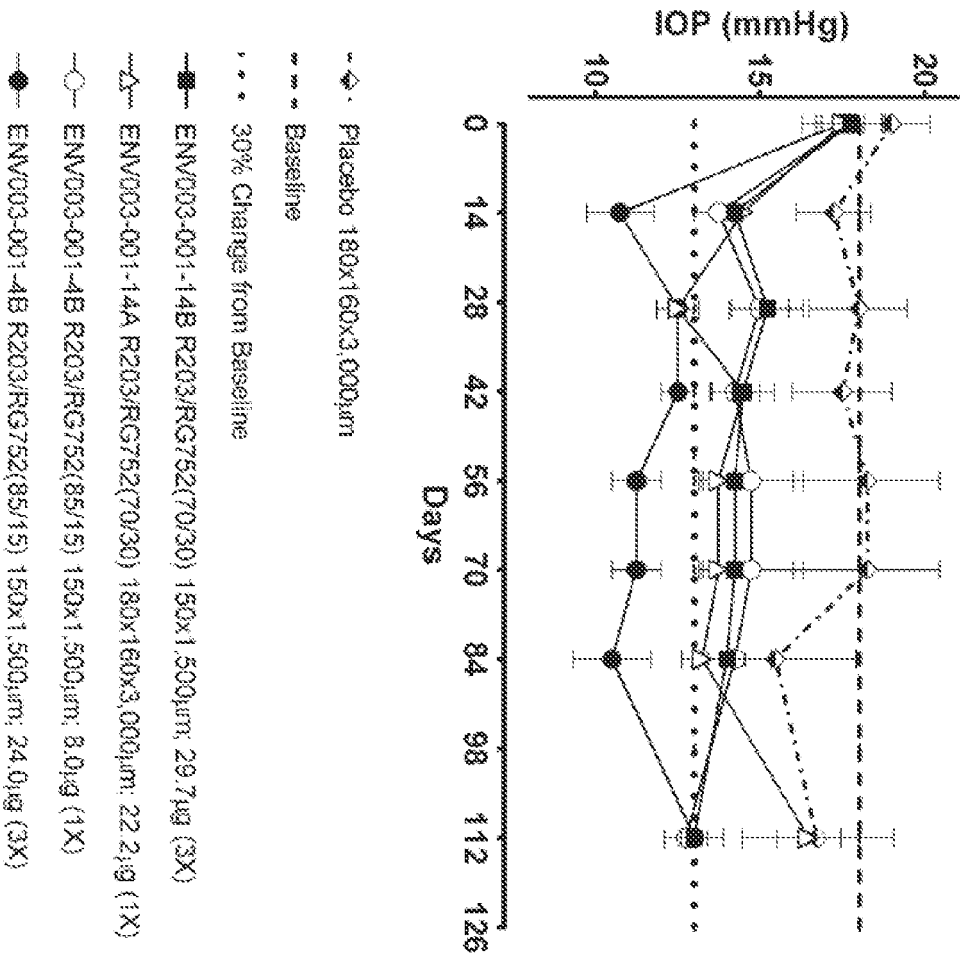 IOP (mmHg)
20
15
10
0
14
28
42
56
70
84
98
112
126
Days
Placebo 180x160x3,000µm
Baseline
30% Change from Baseline
ENV003-001-14B R203/RG752(70/30) 150x1,500µm; 29.7µg (3X)
ENV003-001-14A R203/RG752(70/30) 180x160x3,000µm; 22.2µg (1X)
ENV003-001-4B R203/RG752(85/15) 150x1,500µm; 8.0µg (1X)
ENV003-001-4B R203/RG752(85/15) 150x1,500µm; 24.0µg (3X)